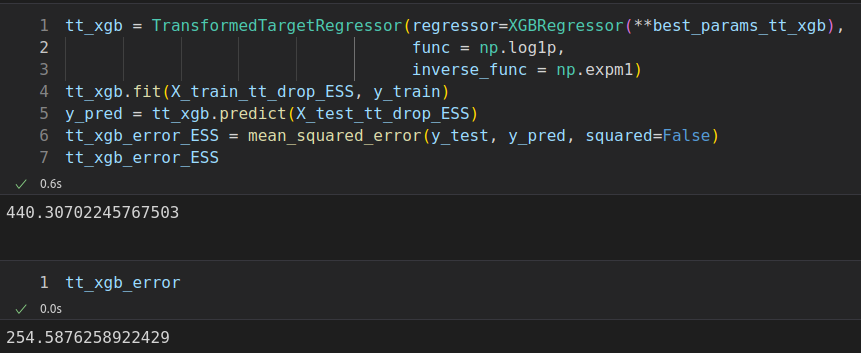 1 tt_xgb = TransformedTargetRegressor(regressor=XGBRegressor(**best_params_tt_xgb),
2 func = np.log1p,
3 inverse_func = np.expm1)
4 tt_xgb.fit(X_train_tt_drop_ESS, y_train)
5 y_pred = tt_xgb.predict(X_test_tt_drop_ESS)
6 tt_xgb_error_ESS = mean_squared_error(y_test, y_pred, squared=False)
7 tt_xgb_error_ESS
✓ 0.6s
440.30702245767503
1 tt_xgb_error
✓ 0.0s
254.5876258922429